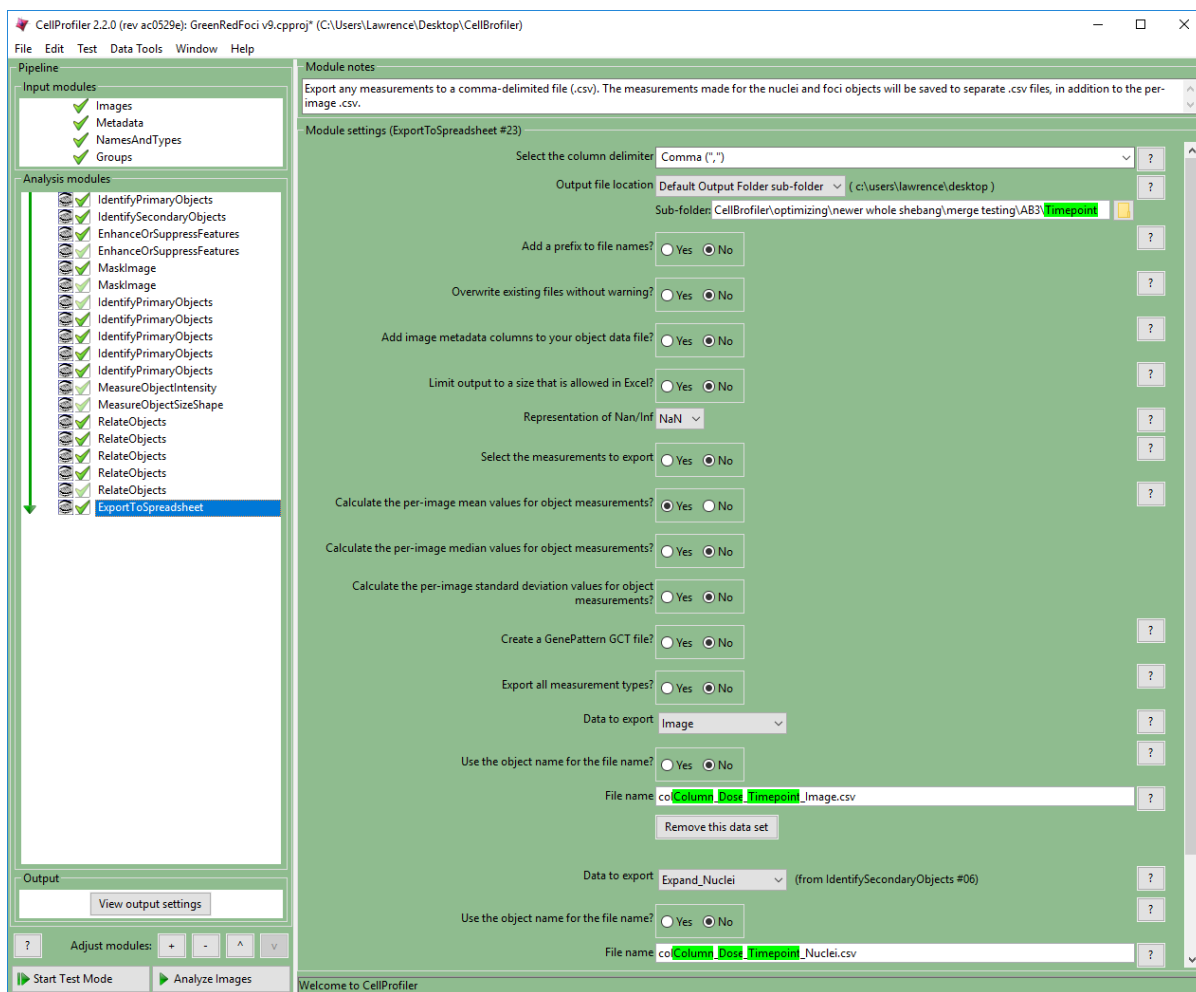 CellProfiler 2.2.0 (rev ac0529e): GreenRedFoci v9.cpproj* (C:\Users\Lawrence\Desktop\CellBrofiler)
File Edit Test Data Tools Window Help
Pipeline
Input modules
Images
Metadata
NamesAndTypes
Groups
Analysis modules
IdentifyPrimaryObjects
IdentifySecondaryObjects
EnhanceOrSuppressFeatures
EnhanceOrSuppressFeatures
MaskImage
MaskImage
IdentifyPrimaryObjects
IdentifyPrimaryObjects
IdentifyPrimaryObjects
IdentifyPrimaryObjects
IdentifyPrimaryObjects
MeasureObjectIntensity
MeasureObjectSizeShape
RelateObjects
RelateObjects
RelateObjects
RelateObjects
RelateObjects
ExportToSpreadsheet
Output
View output settings
? Adjust modules: + - ^ v
Start Test Mode Analyze Images
Module notes
Export any measurements to a comma-delimited file (.csv). The measurements made for the nuclei and foci objects will be saved to separate .csv files, in addition to the per-
image .csv.
Module settings (ExportToSpreadsheet #23)
Select the column delimiter Comma (",") ?
Output file location Default Output Folder sub-folder ( c:\users\lawrence\desktop ) ?
Sub-folder: CellBrofiler\optimizing\newer whole shebang\merge testing\AB3\Timepoint
Add a prefix to file names? Yes No ?
Overwrite existing files without warning? Yes No ?
Add image metadata columns to your object data file? Yes No ?
Limit output to a size that is allowed in Excel? Yes No ?
Representation of Nan/Inf NaN ?
Select the measurements to export Yes No ?
Calculate the per-image mean values for object measurements? Yes No ?
Calculate the per-image median values for object measurements? Yes No
Calculate the per-image standard deviation values for object
measurements? Yes No
Create a GenePattern GCT file? Yes No ?
Export all measurement types? Yes No ?
Data to export Image ?
Use the object name for the file name? Yes No ?
File name colColumn_Dose_Timepoint_Image.csv ?
Remove this data set
Data to export Expand_Nuclei (from IdentifySecondaryObjects #06) ?
Use the object name for the file name? Yes No ?
File name colColumn_Dose_Timepoint_Nuclei.csv ?
Welcome to CellProfiler